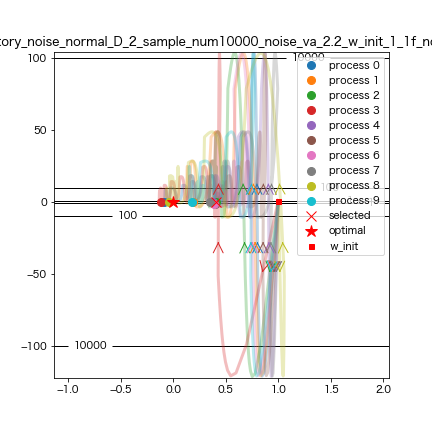 tory_noise_normal_D_2_sample_num10000_noise_va_2.2_w_init_1_1f_no
100
50
0
−50
−100
−1.0
−0.5
0.0
0.5
1.0
1.5
2.0
10000
100
10000
process 0
process 1
process 2
process 3
process 4
process 5
process 6
process 7
process 8
process 9
selected
optimal
w_init